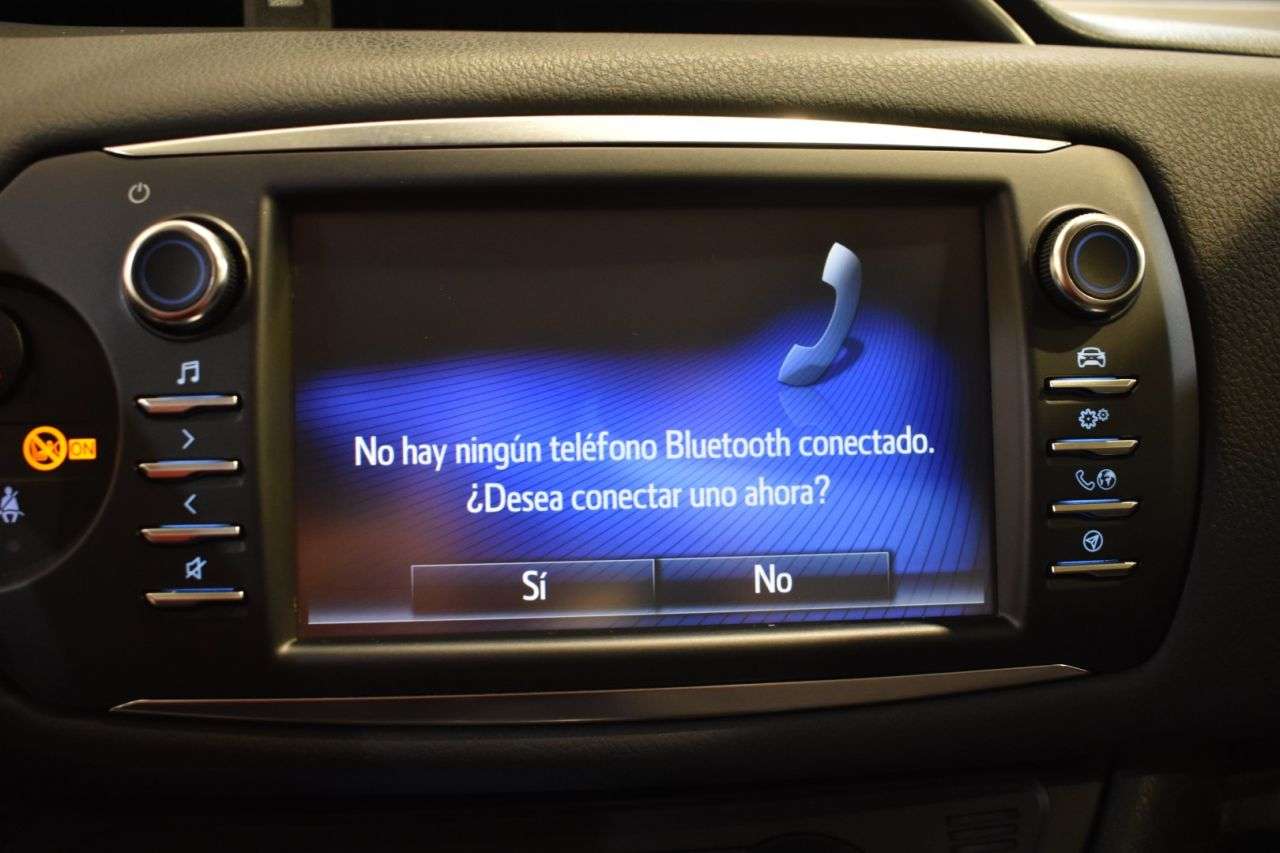 No hay ningún teléfono Bluetooth conectado.
¿Desea conectar uno ahora?
Sí
No
ON